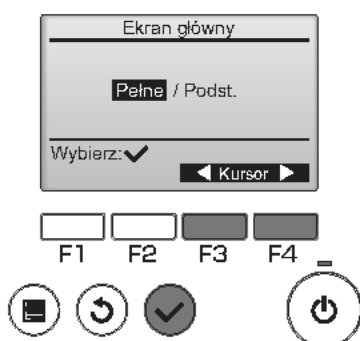 Ekran główny
Pełne / Podst.
Wybierz:✓
◀ Kursor ▶
F1 F2 F3 F4